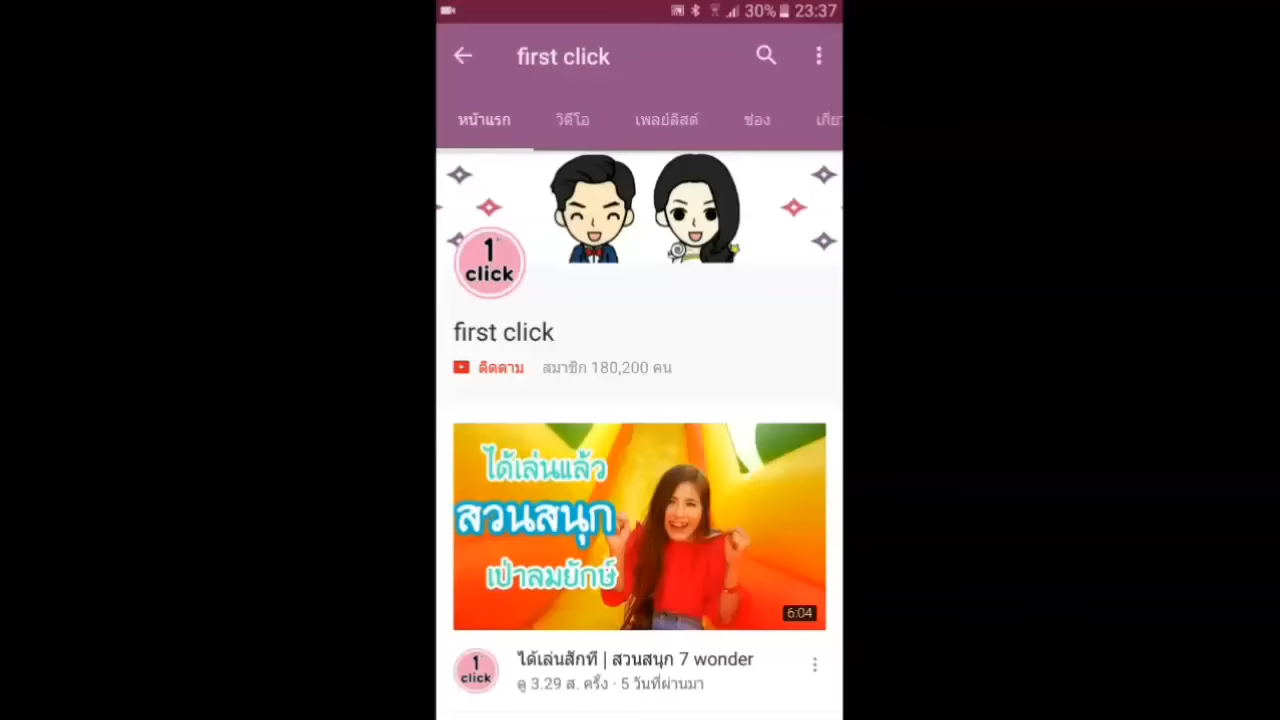 30% 23:37
first click
หน้าแรก วิดีโอ เพลย์ลิสต์ ช่อง เกี่ยว
1
click
first click
ติดตาม สมาชิก 180,200 คน
ได้เล่นแล้ว
สวนสนุก
เป่าลมยักษ์
6:04
1
click
ได้เล่นสักที | สวนสนุก 7 wonder
ดู 3.29 ส. ครั้ง · 5 วันที่ผ่านมา